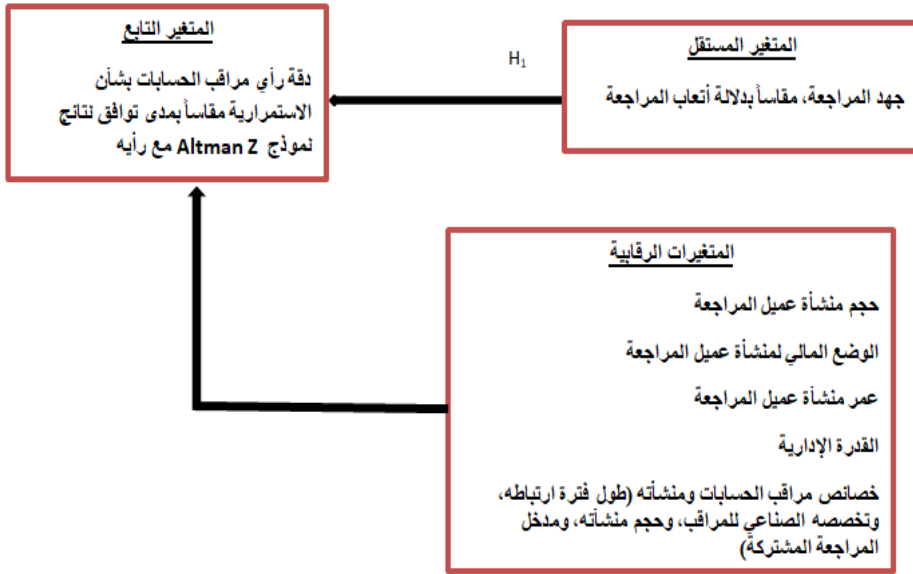 المتغير المستقل
جهد المراجعة، مقاساً بدلالة أتعاب المراجعة
H1
المتغير التابع
دقة رأي مراقب الحسابات بشأن
الاستمرارية مقاساً بمدى توافق نتائج
نموذج Altman Z مع رأيه
المتغيرات الرقابية
حجم منشأة عميل المراجعة
الوضع المالي لمنشأة عميل المراجعة
عمر منشأة عميل المراجعة
القدرة الإدارية
خصائص مراقب الحسابات ومنشأته (طول فترة ارتباطه،
وتخصصه الصناعي للمراقب، وحجم منشأته، ومدخل
المراجعة المشتركة)